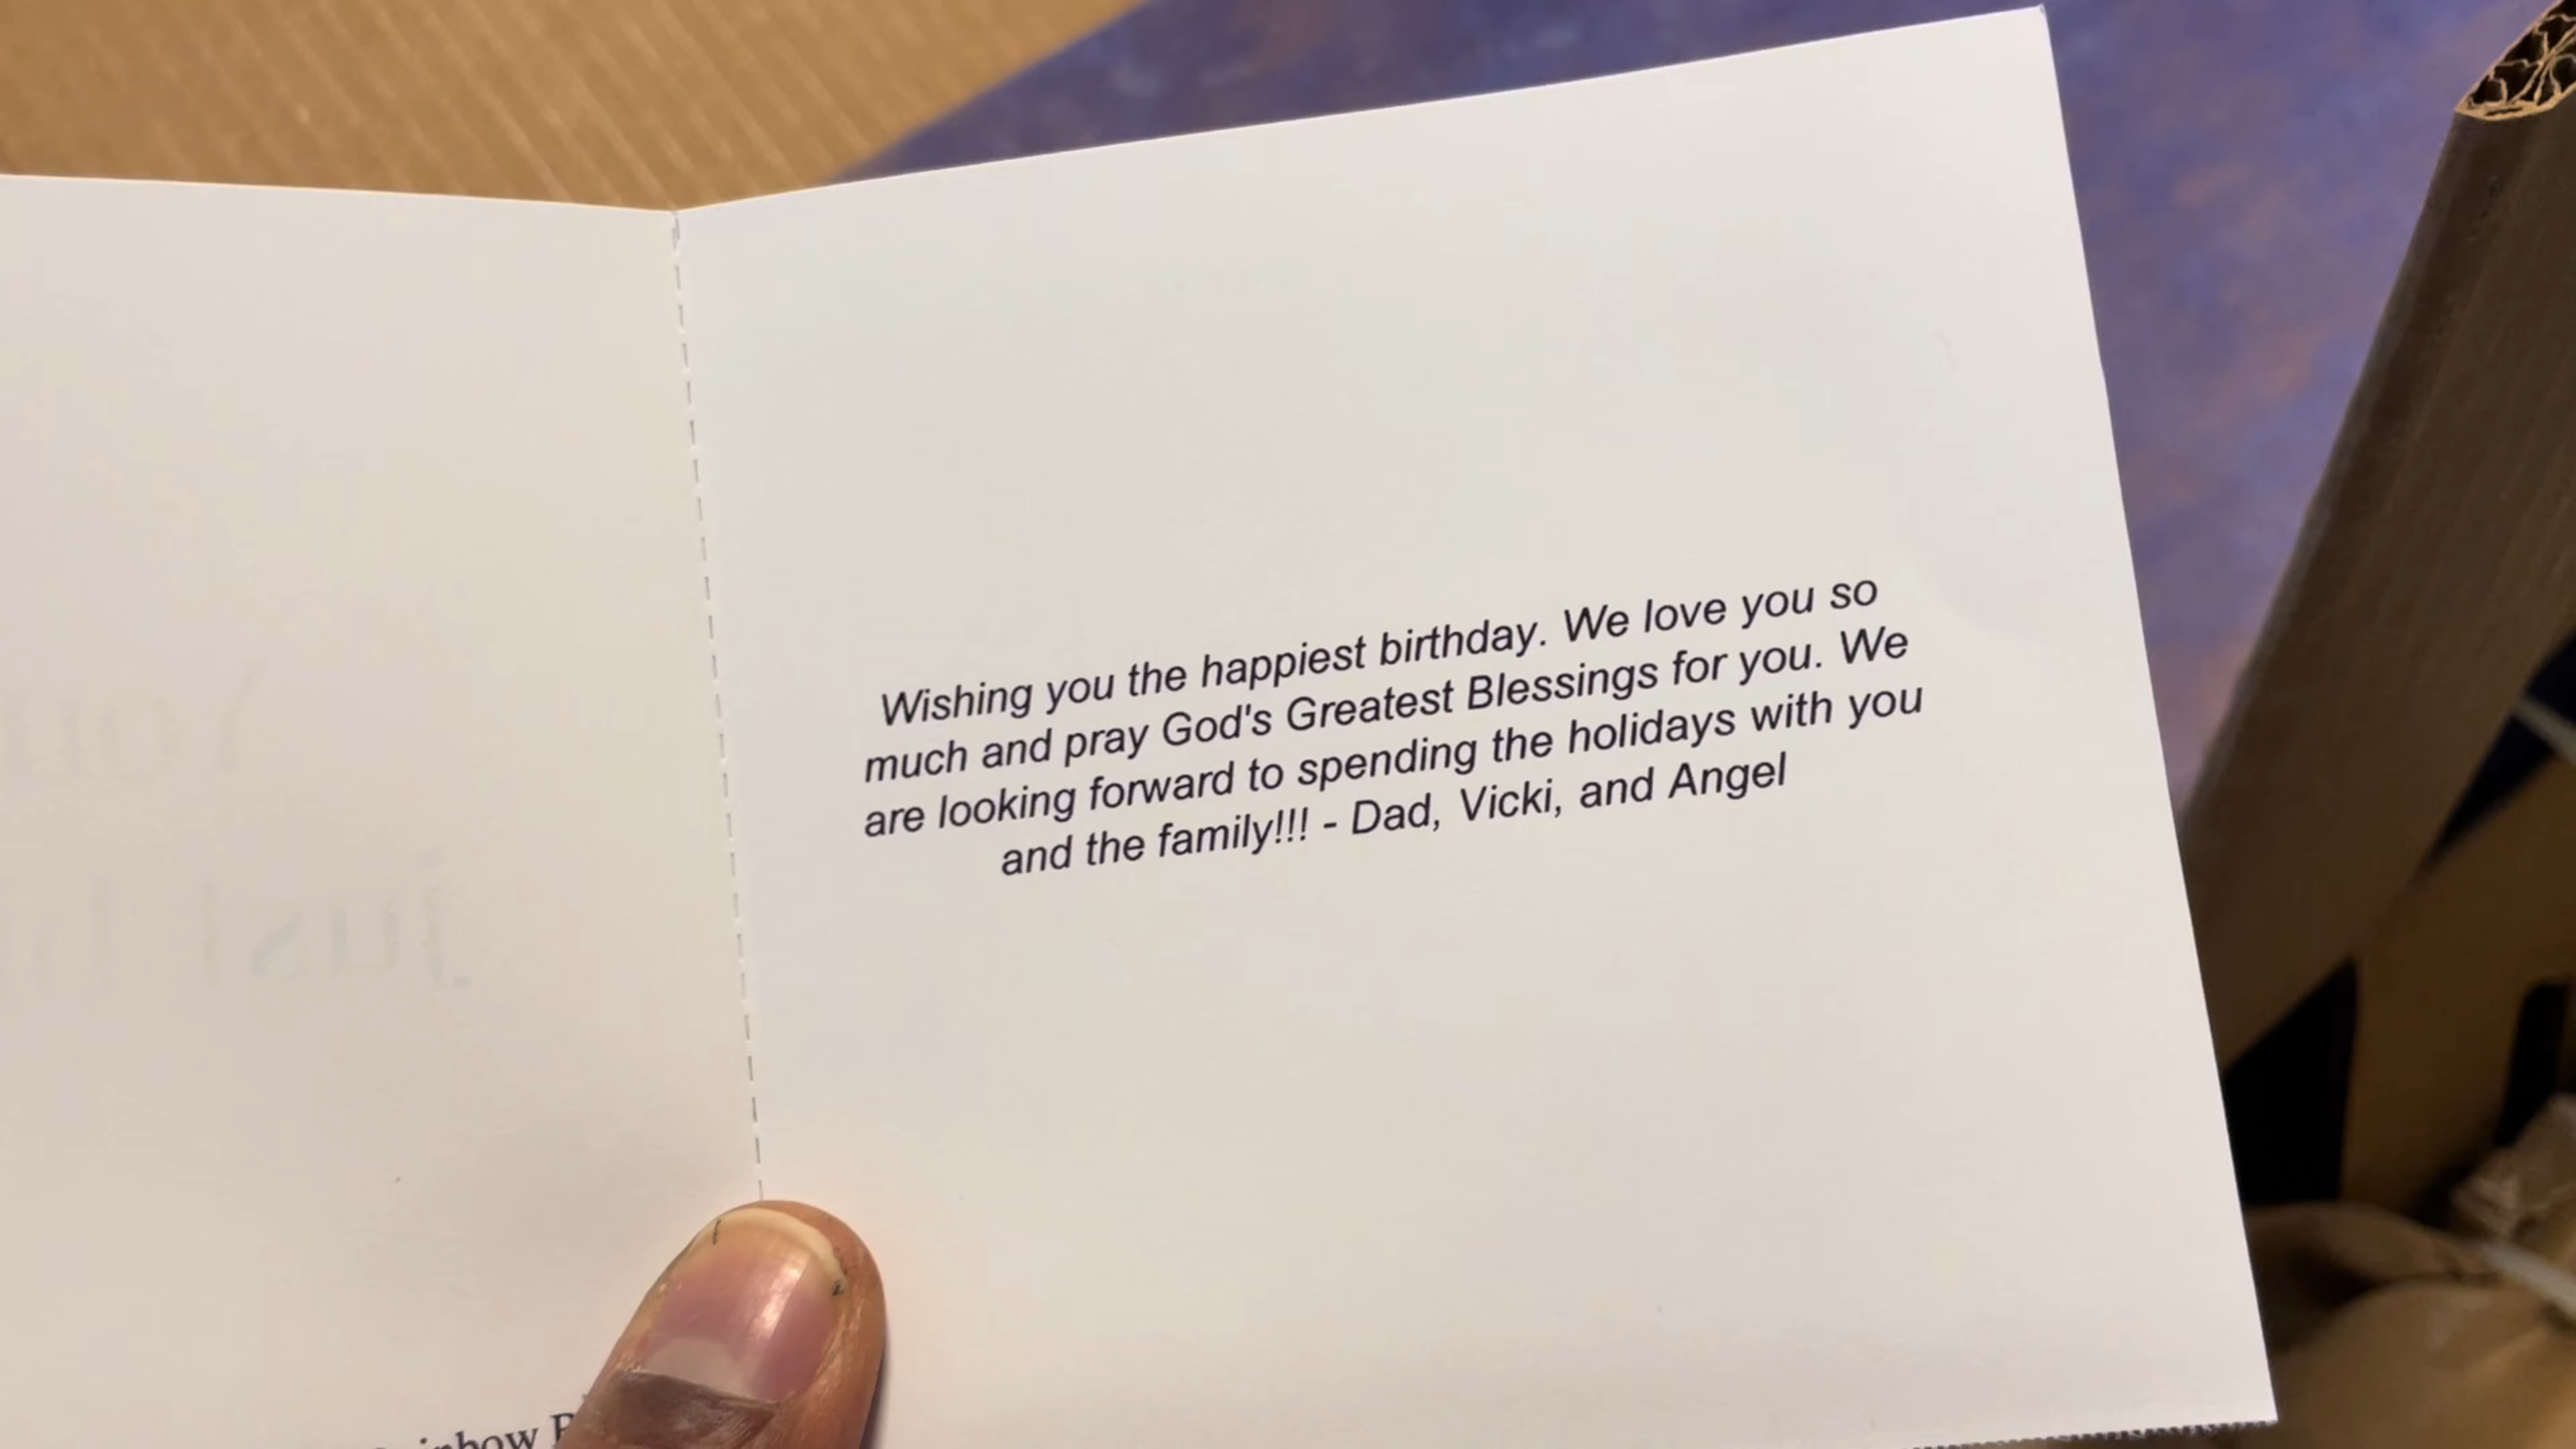 Wishing you the happiest birthday. We love you so
much and pray God's Greatest Blessings for you. We
are looking forward to spending the holidays with you
and the family!!! - Dad, Vicki, and Angel